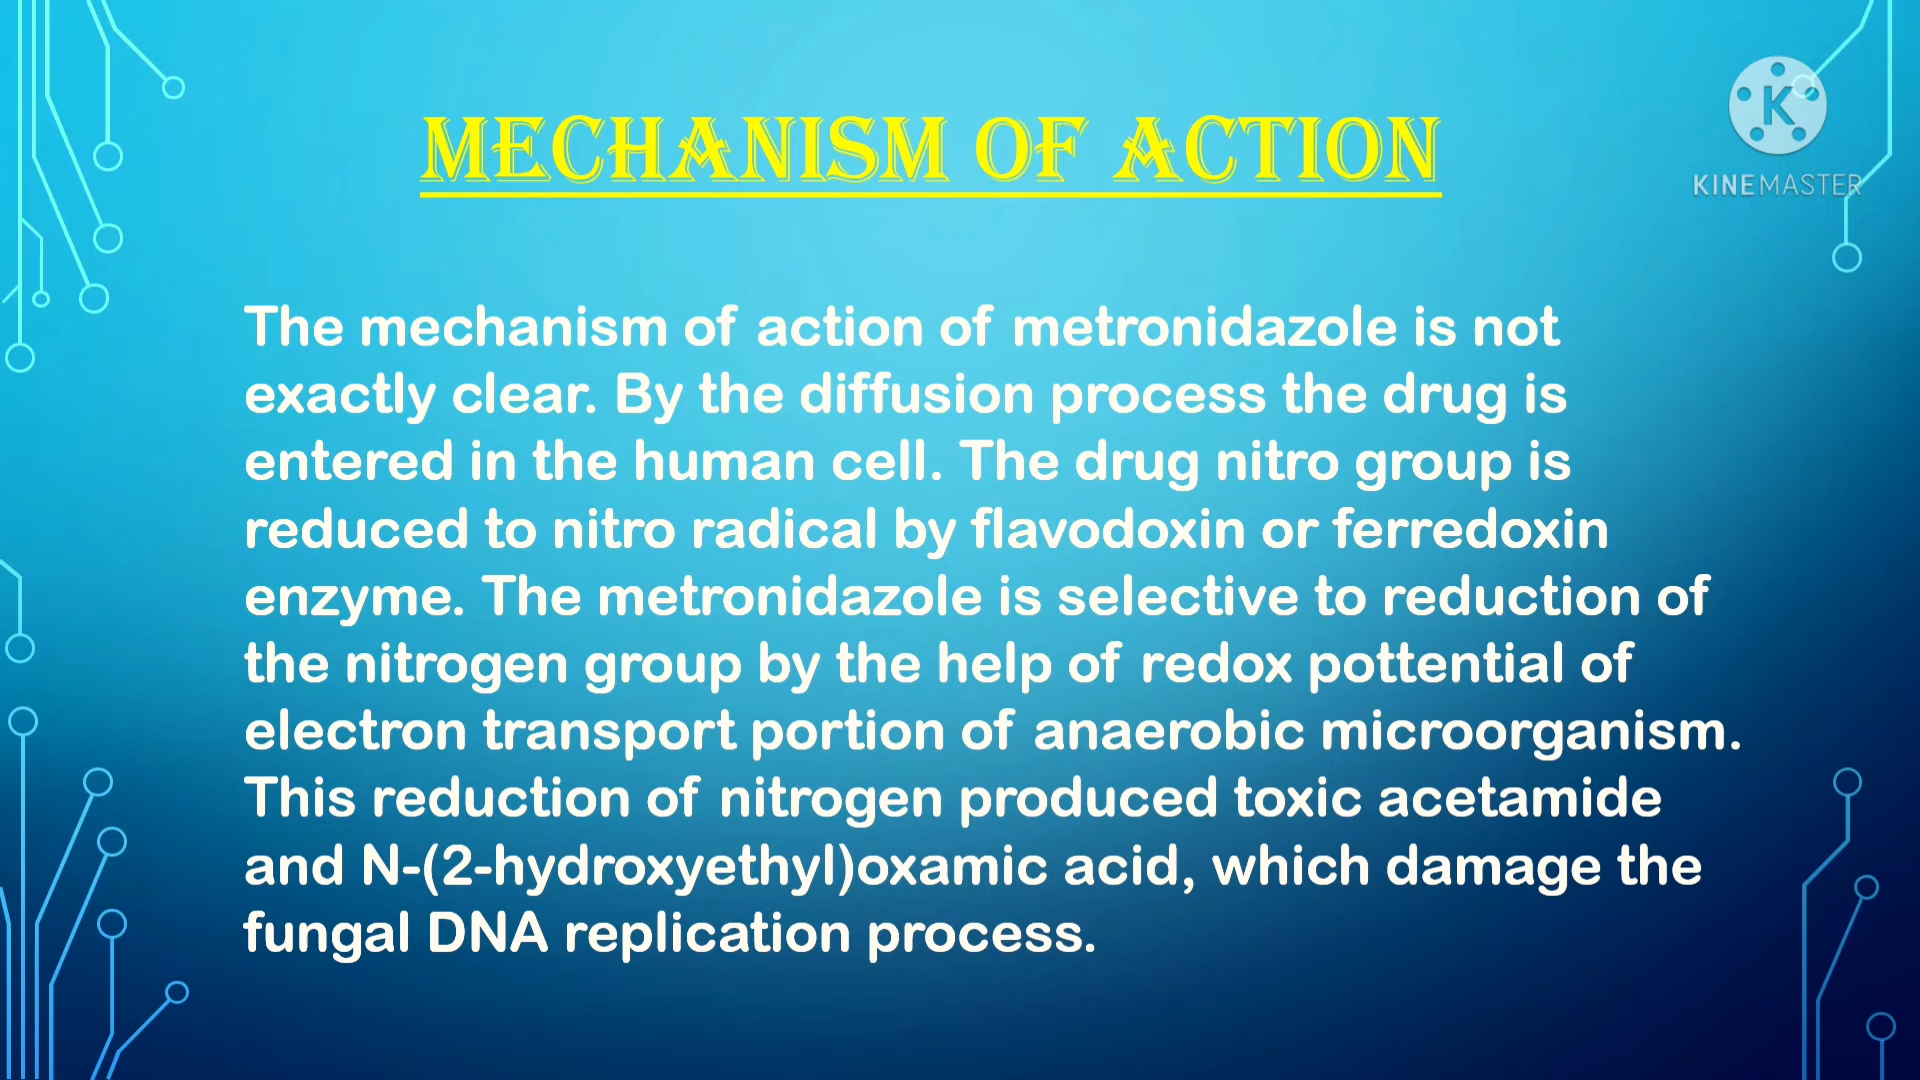 MECHANISM OF ACTION
KINEMASTER
The mechanism of action of metronidazole is not
exactly clear. By the diffusion process the drug is
entered in the human cell. The drug nitro group is
reduced to nitro radical by flavodoxin or ferredoxin
enzyme. The metronidazole is selective to reduction of
the nitrogen group by the help of redox pottential of
electron transport portion of anaerobic microorganism.
This reduction of nitrogen produced toxic acetamide
and N-(2-hydroxyethyl)oxamic acid, which damage the
fungal DNA replication process.